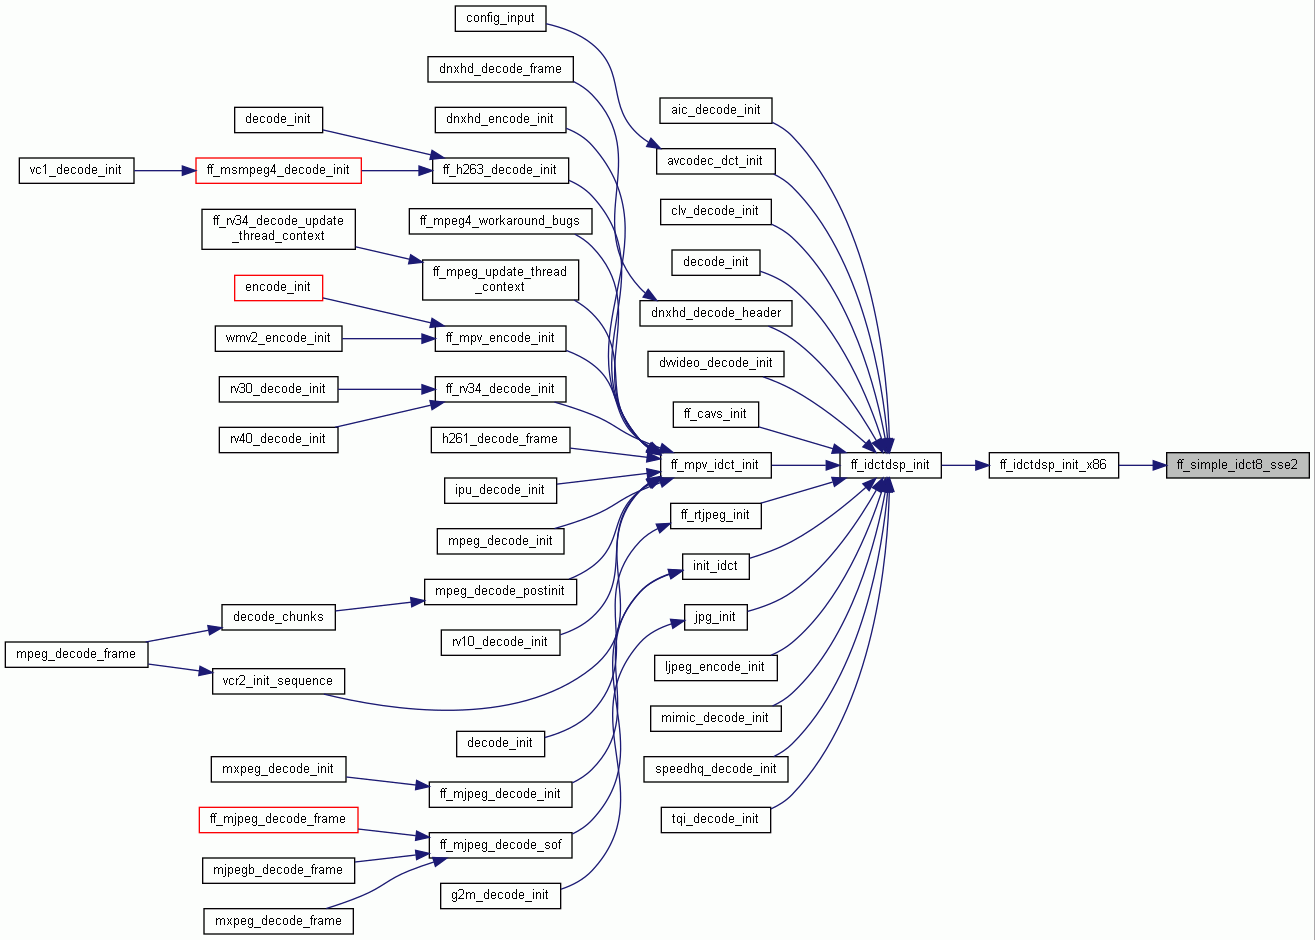 config_input
dnxhd_decode_frame
aic_decode_init
decode_init
dnxhd_encode_init
avcodec_dct_init
vc1_decode_init
ff_msmpeg4_decode_init
ff_h263_decode_init
clv_decode_init
ff_rv34_decode_update
_thread_context
ff_mpeg4_workaround_bugs
decode_init
ff_mpeg_update_thread
_context
encode_init
dnxhd_decode_header
wmv2_encode_init
ff_mpv_encode_init
dvvideo_decode_init
rv30_decode_init
ff_rv34_decode_init
ff_cavs_init
rv40_decode_init
h261_decode_frame
ff_mpv_idct_init
ff_idctdsp_init
ff_idctdsp_init_x86
ff_simple_idct8_sse2
ipu_decode_init
ff_rtjpeg_init
mpeg_decode_init
init_idct
mpeg_decode_postinit
decode_chunks
jpg_init
rv10_decode_init
mpeg_decode_frame
ljpeg_encode_init
vcr2_init_sequence
mimic_decode_init
decode_init
mxpeg_decode_init
speedhq_decode_init
ff_mjpeg_decode_init
ff_mjpeg_decode_frame
tqi_decode_init
ff_mjpeg_decode_sof
mjpegb_decode_frame
g2m_decode_init
mxpeg_decode_frame